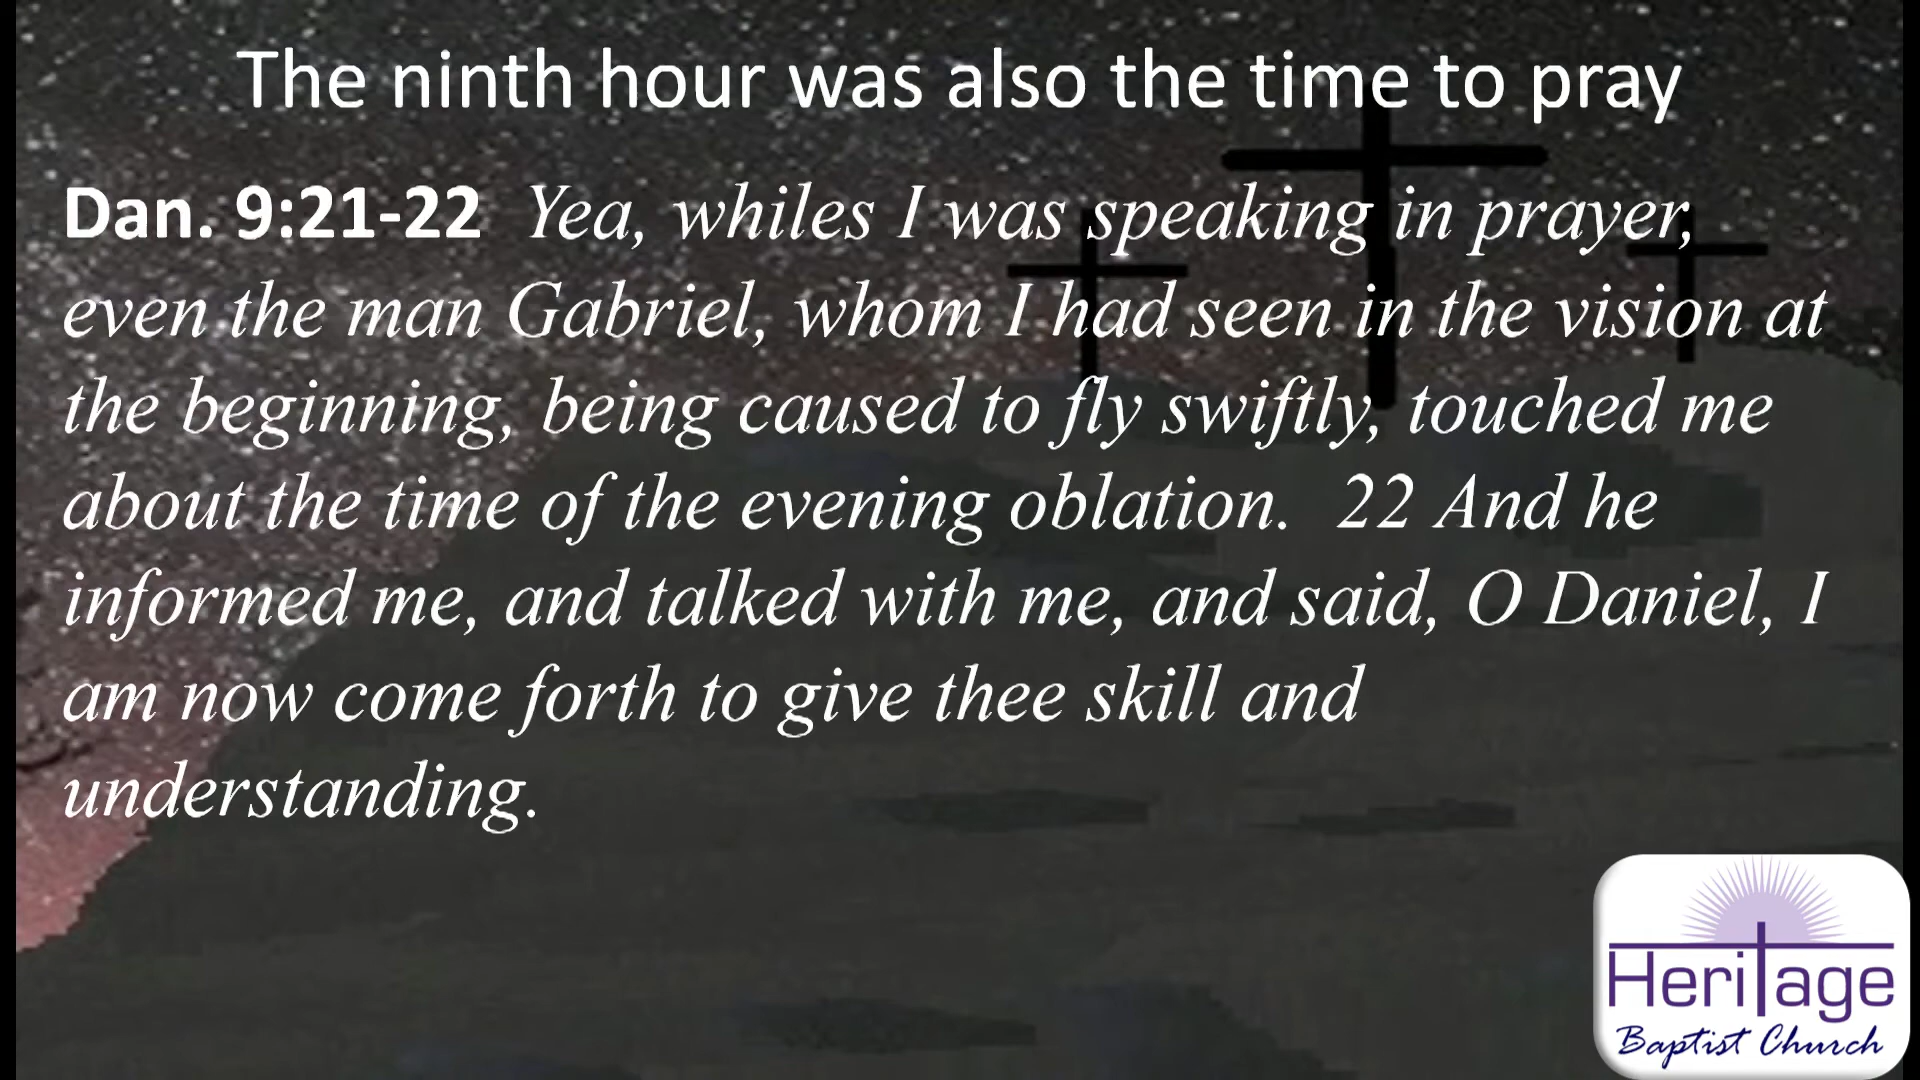 The ninth hour was also the time to pray
Dan. 9:21-22 Yea, whiles I was speaking in prayer,
even the man Gabriel, whom I had seen in the vision at
the beginning, being caused to fly swiftly, touched me
about the time of the evening oblation. 22 And he
informed me, and talked with me, and said, O Daniel, I
am now come forth to give thee skill and
understanding.
Heritage
Baptist Church